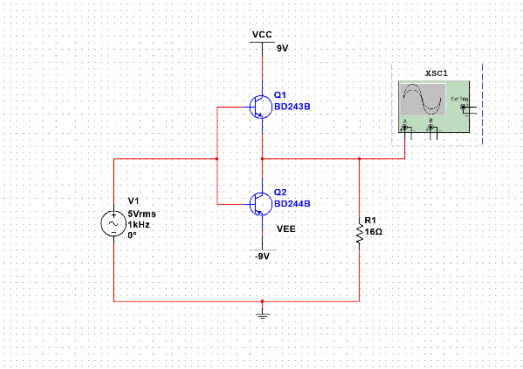 VCC
9V
XSC1
Q1
BD243B
Ext Trig
A
B
Q2
BD244B
V1
5Vrms
1kHz
0°
VEE
-9V
R1
16Ω